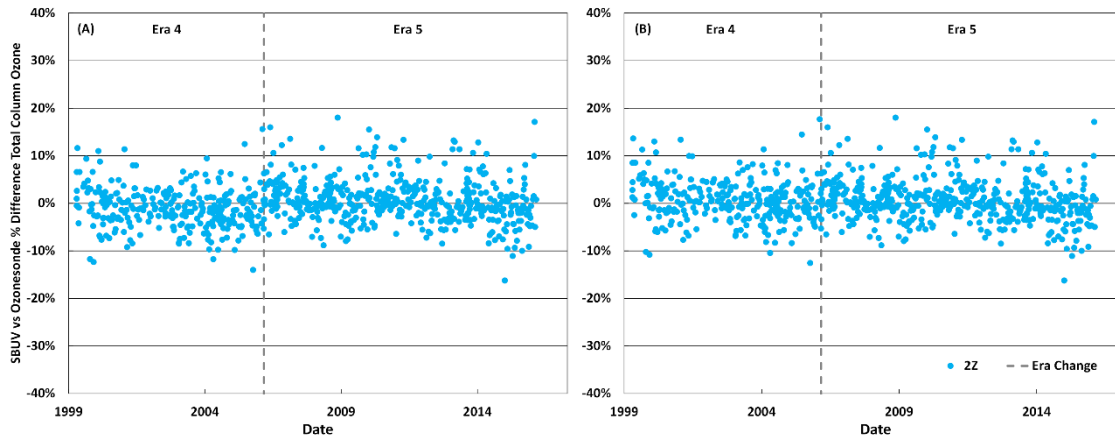 SBUV vs Ozonesonde % Difference Total Column Ozone
40%
30%
20%
10%
0%
-10%
-20%
-30%
-40%
(A)
Era 4
Era 5
1999
2004
2009
2014
Date
40%
30%
20%
10%
0%
-10%
-20%
-30%
-40%
(B)
Era 4
Era 5
2Z
Era Change
1999
2004
2009
2014
Date